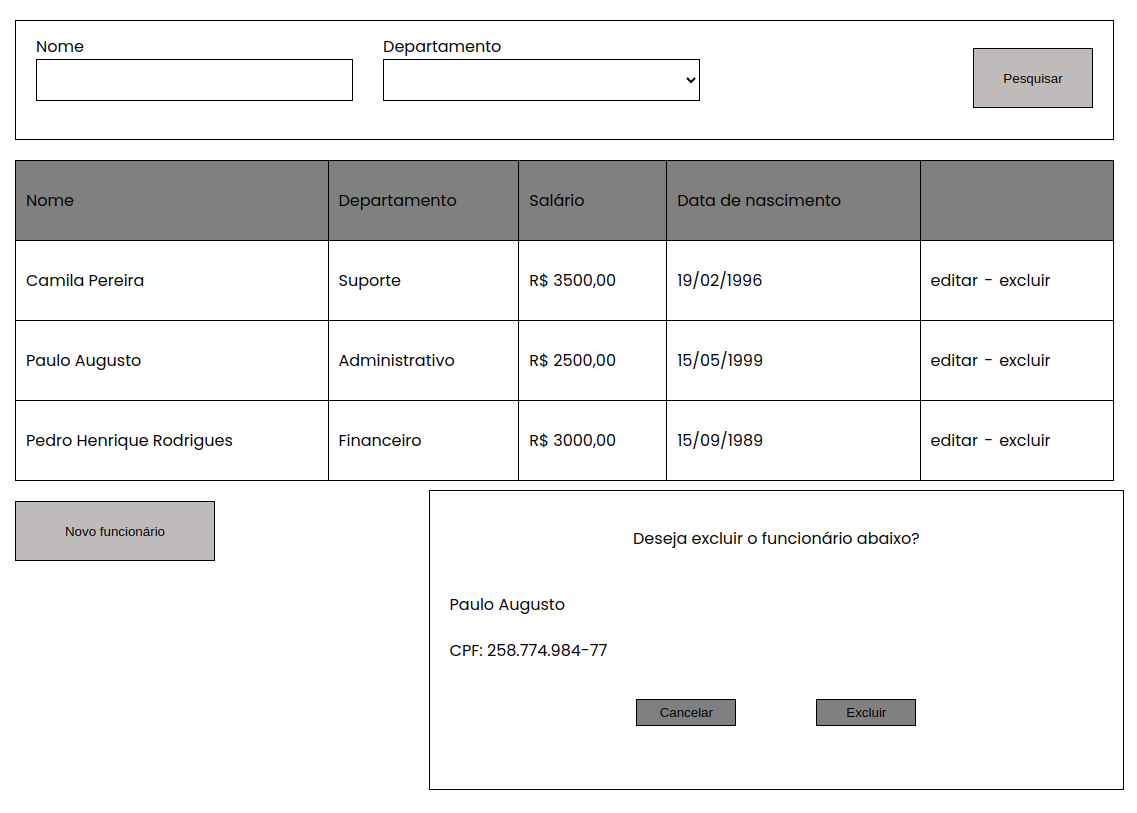 Nome Departamento
Pesquisar
Nome Departamento Salário Data de nascimento
Camila Pereira Suporte R$ 3500,00 19/02/1996 editar - excluir
Paulo Augusto Administrativo R$ 2500,00 15/05/1999 editar - excluir
Pedro Henrique Rodrigues Financeiro R$ 3000,00 15/09/1989 editar - excluir
Novo funcionário
Deseja excluir o funcionário abaixo?
Paulo Augusto
CPF: 258.774.984-77
Cancelar Excluir